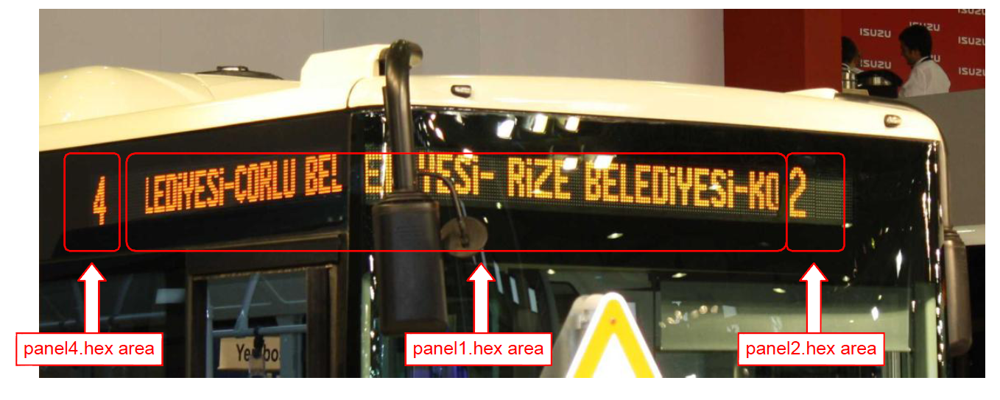 ISUZU
ISUZU
ISUZU
ISUZU
ISUZU
4 LEDİYESİ-ÇORLU BEL YESİ- RİZE BELEDİYESİ-KO 2
panel4.hex area
panel1.hex area
panel2.hex area